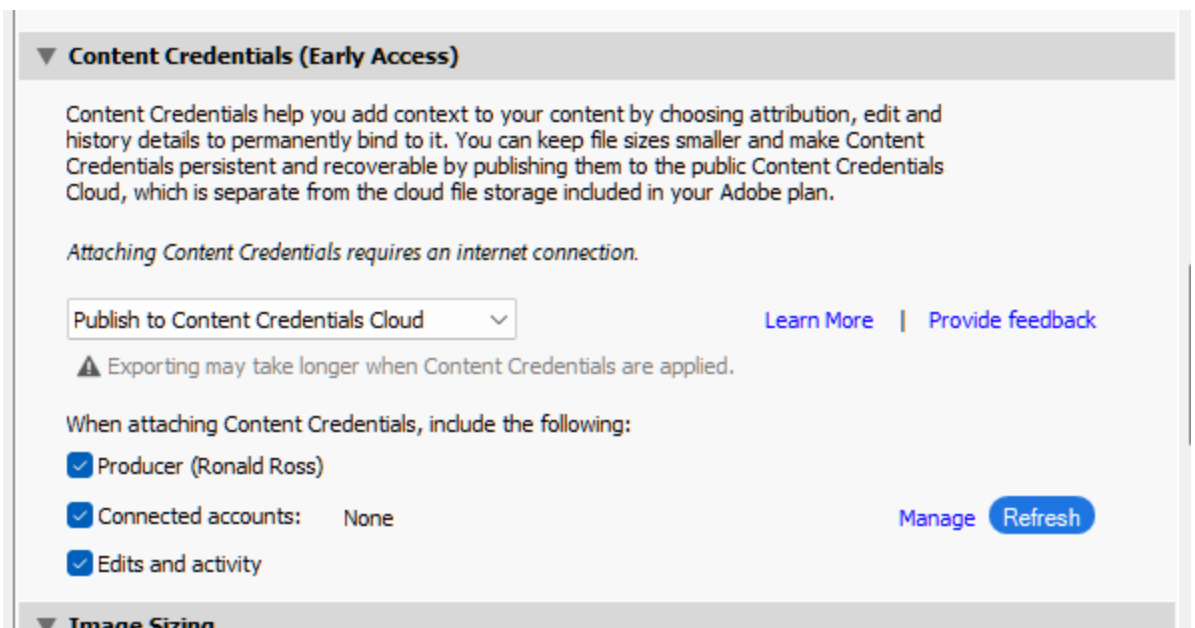 Content Credentials (Early Access)
Content Credentials help you add context to your content by choosing attribution, edit and
history details to permanently bind to it. You can keep file sizes smaller and make Content
Credentials persistent and recoverable by publishing them to the public Content Credentials
Cloud, which is separate from the cloud file storage included in your Adobe plan.
Attaching Content Credentials requires an internet connection.
Publish to Content Credentials Cloud Learn More | Provide feedback
Exporting may take longer when Content Credentials are applied.
When attaching Content Credentials, include the following:
Producer (Ronald Ross)
Connected accounts: None Manage Refresh
Edits and activity
Image Sizing